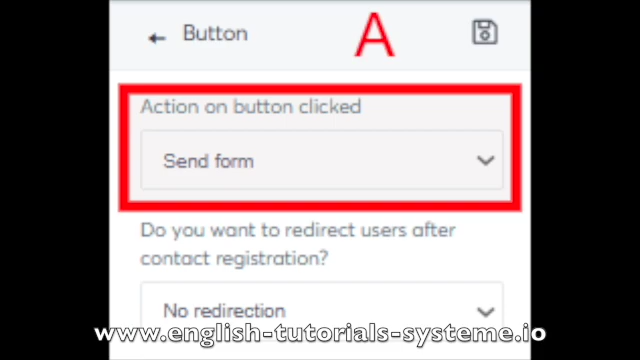 Button
A
Action on button clicked
Send form
Do you want to redirect users after
contact registration?
No redirection
www.english-tutorials-systeme.io